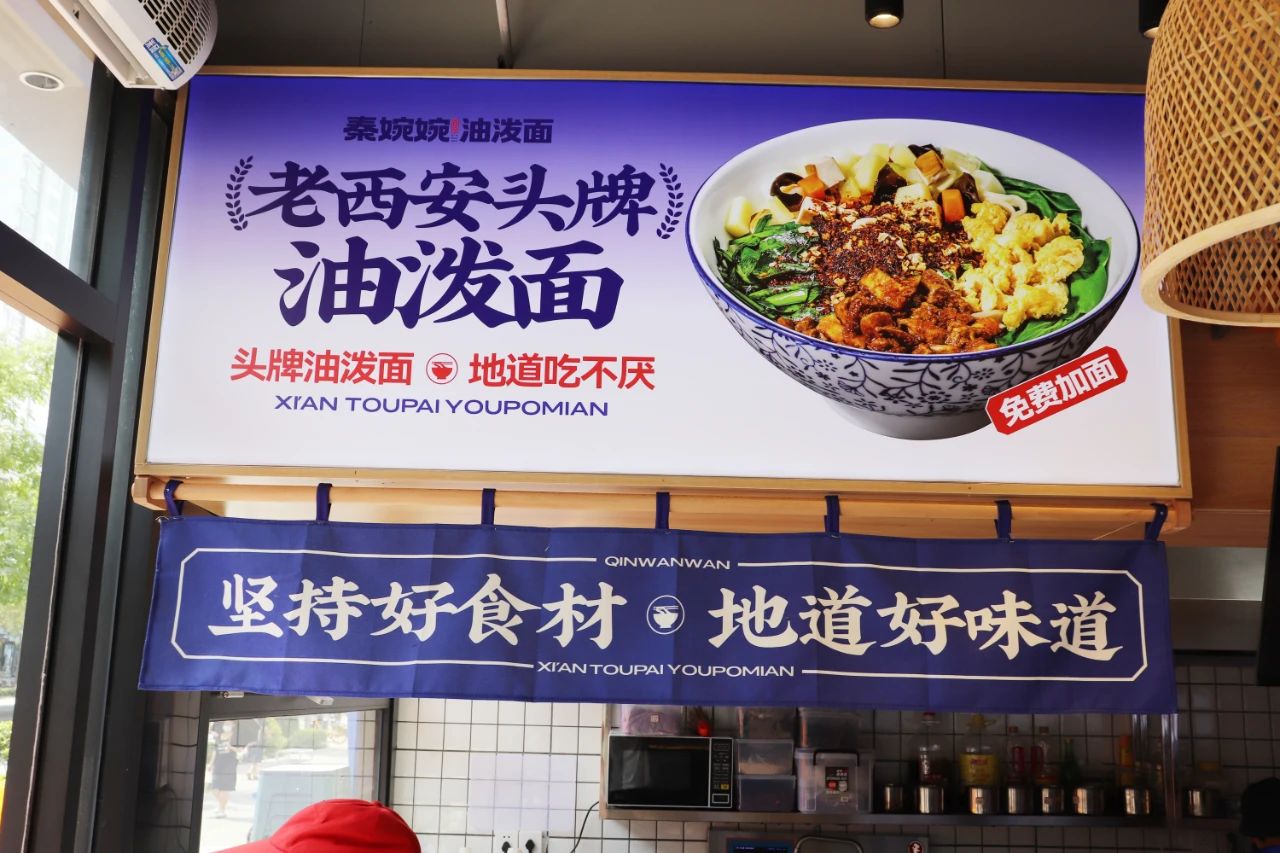 秦婉婉油泼面
老西安头牌
油泼面
头牌油泼面 地道吃不厌
XI'AN TOUPAI YOUPOMIAN
免费加面
QINWANWAN
坚持好食材 地道好味道
XI'AN TOUPAI YOUPOMIAN